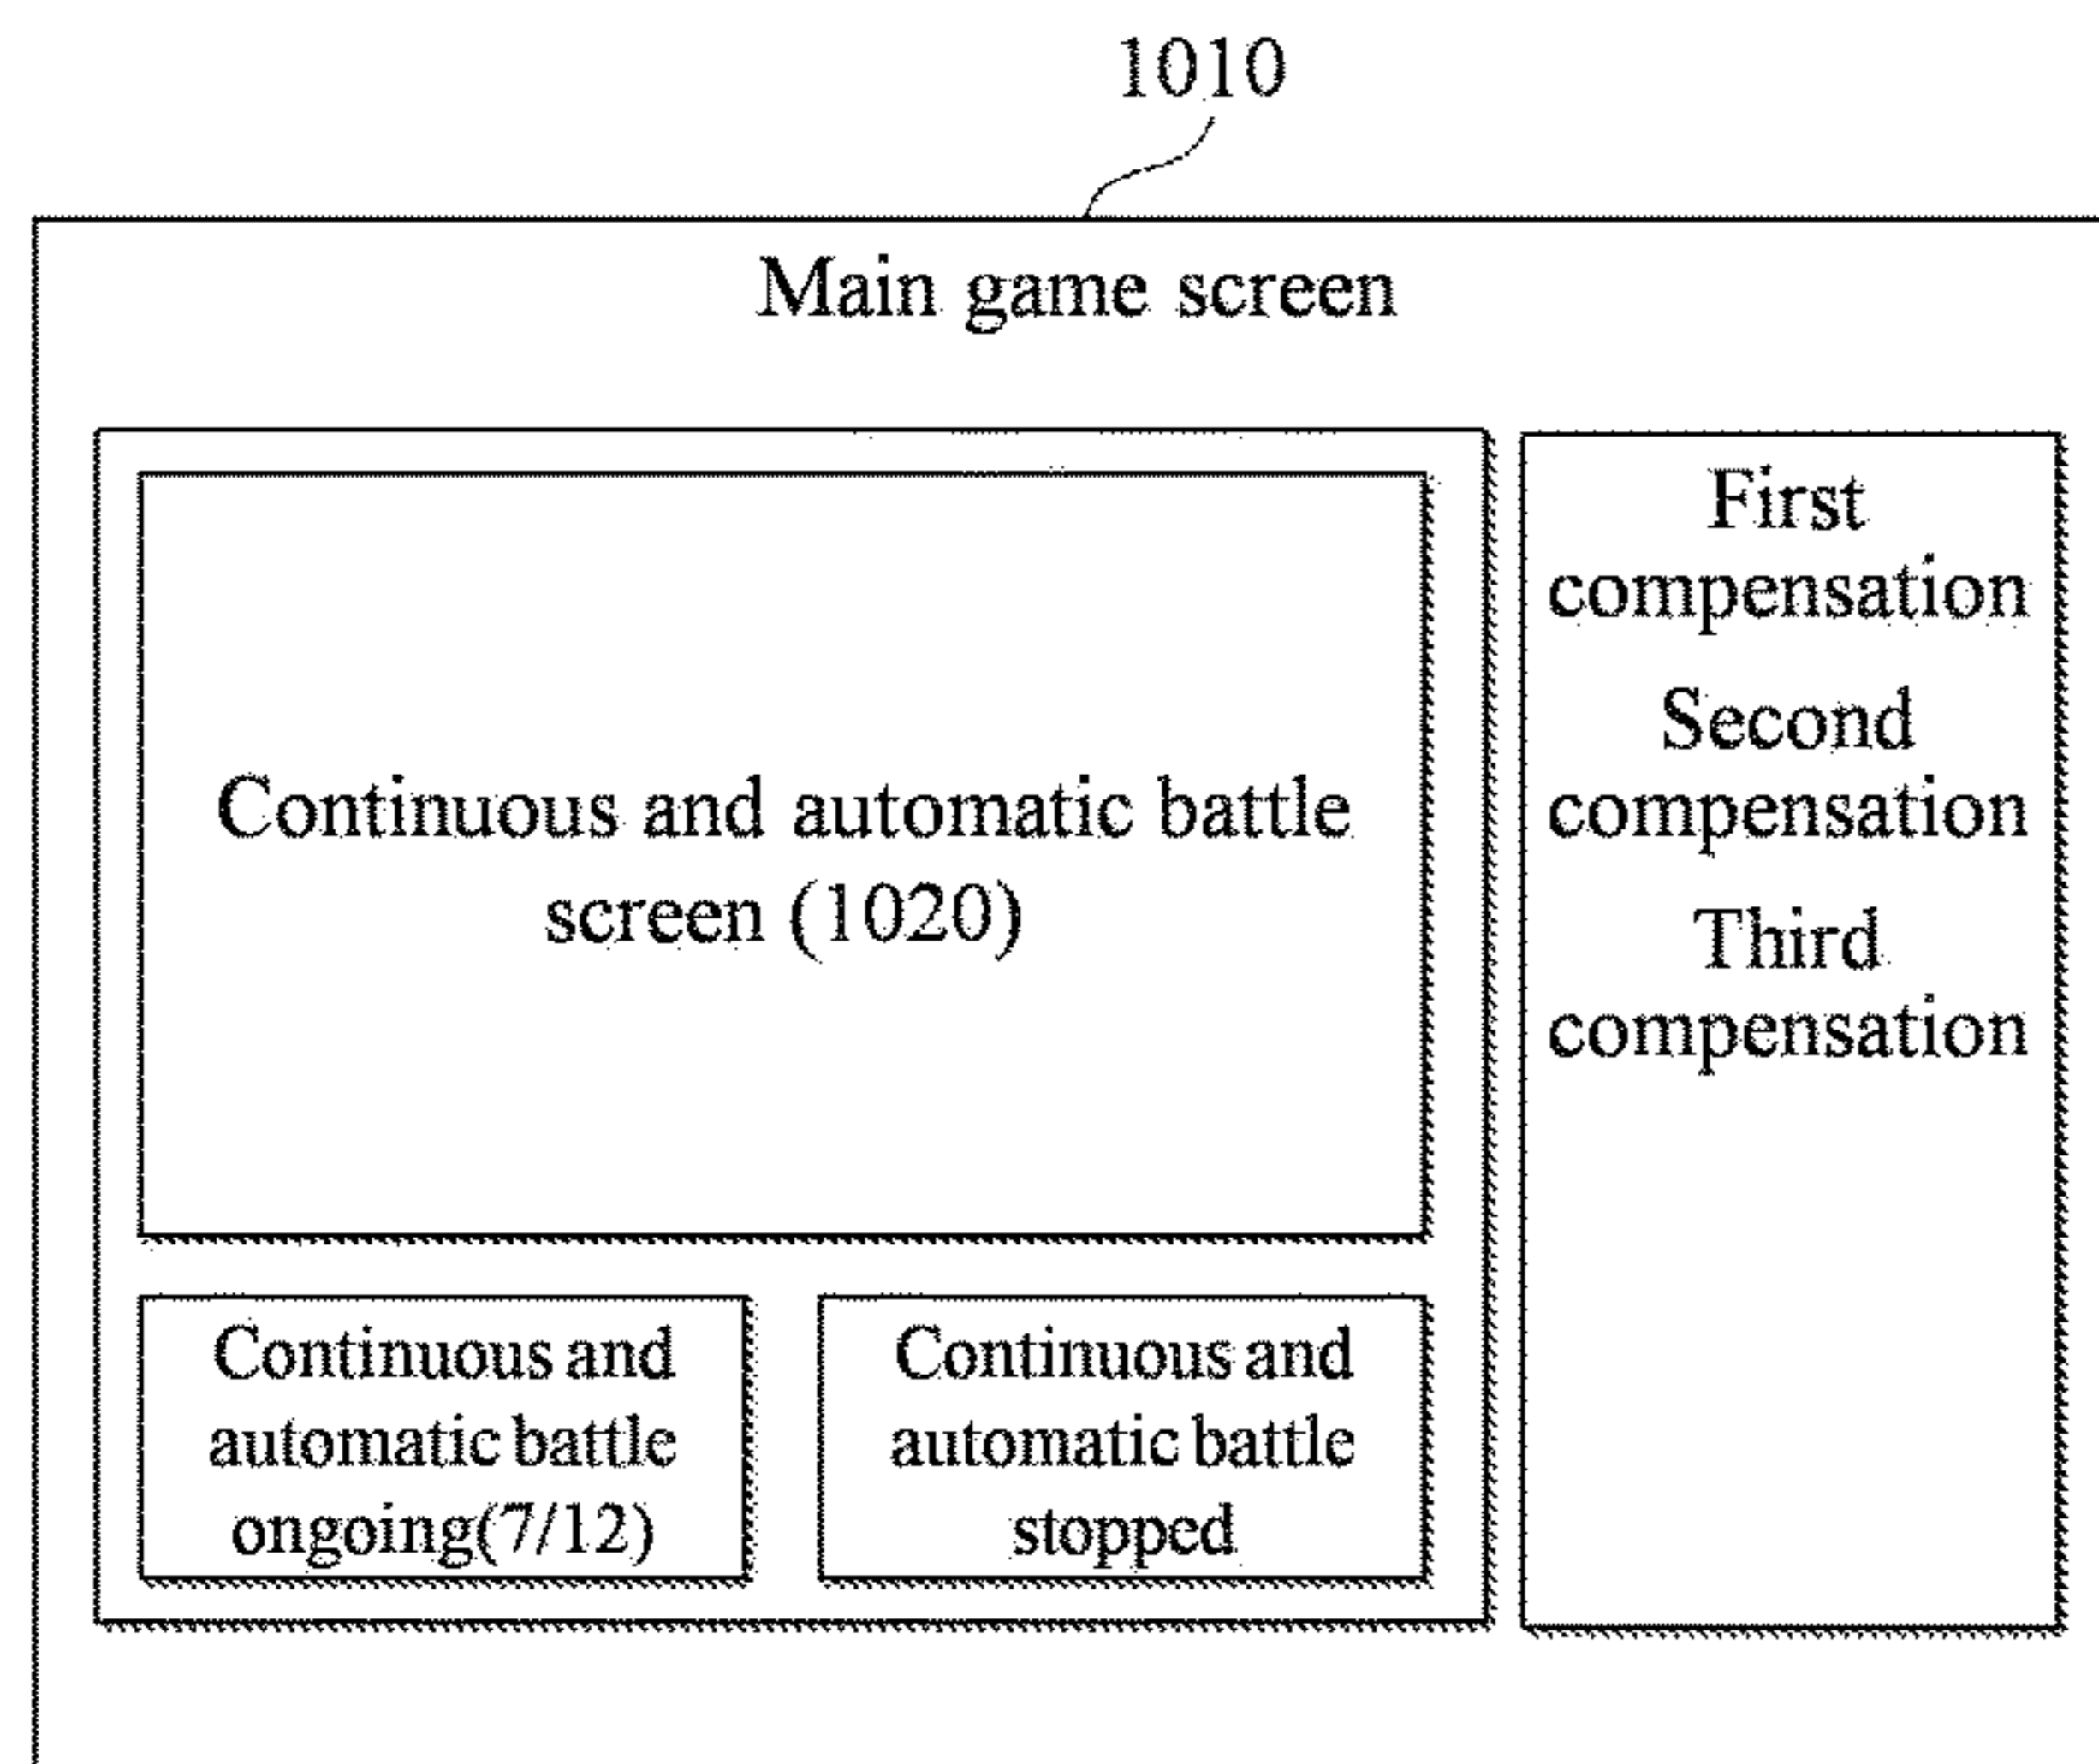 1010
Main game screen
Continuous and automatic battle
screen (1020)
Continuous and
automatic battle
ongoing(7/12)
Continuous and
automatic battle
stopped
First
compensation
Second
compensation
Third
compensation